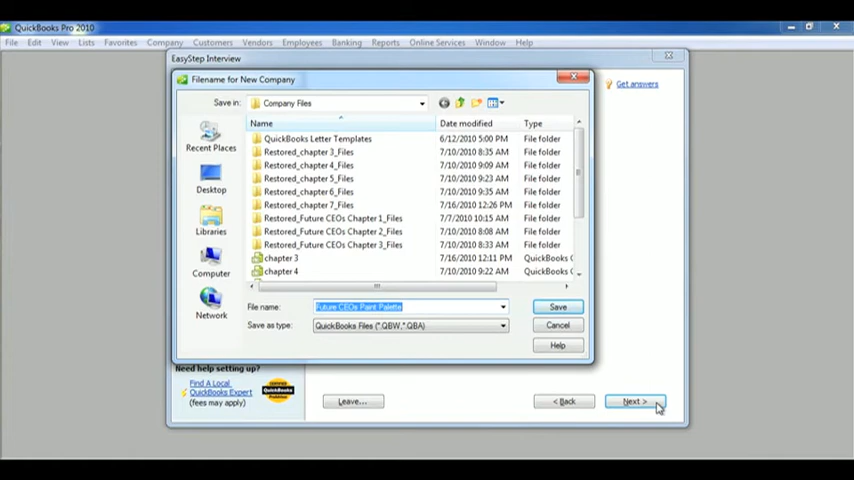 QuickBooks Pro 2010
File Edit View Lists Favorites Company Customers Vendors Employees Banking Reports Online Services Window Help
EasyStep Interview
Filename for New Company
Get answers
Save in: Company Files
Name Date modified Type
QuickBooks Letter Templates 6/12/2010 5:00 PM File folder
Restored_chapter 3_Files 7/10/2010 8:35 AM File folder
Restored_chapter 4_Files 7/10/2010 9:09 AM File folder
Restored_chapter 5_Files 7/10/2010 9:23 AM File folder
Restored_chapter 6_Files 7/10/2010 9:35 AM File folder
Restored_chapter 7_Files 7/16/2010 12:26 PM File folder
Restored_Future CEOs Chapter 1_Files 7/7/2010 10:15 AM File folder
Restored_Future CEOs Chapter 2_Files 7/10/2010 8:08 AM File folder
Restored_Future CEOs Chapter 3_Files 7/10/2010 8:33 AM File folder
chapter 3 7/16/2010 12:11 PM QuickBooks C
chapter 4 7/10/2010 9:22 AM QuickBooks C
Recent Places
Desktop
Libraries
Computer
Network
File name: Future CEOs Paint Palette Save
Save as type: QuickBooks Files (*.QBW,*.QBA) Cancel
Help
Need help setting up?
Find A Local
QuickBooks Expert
(fees may apply)
CERTIFIED
Leave... < Back Next >